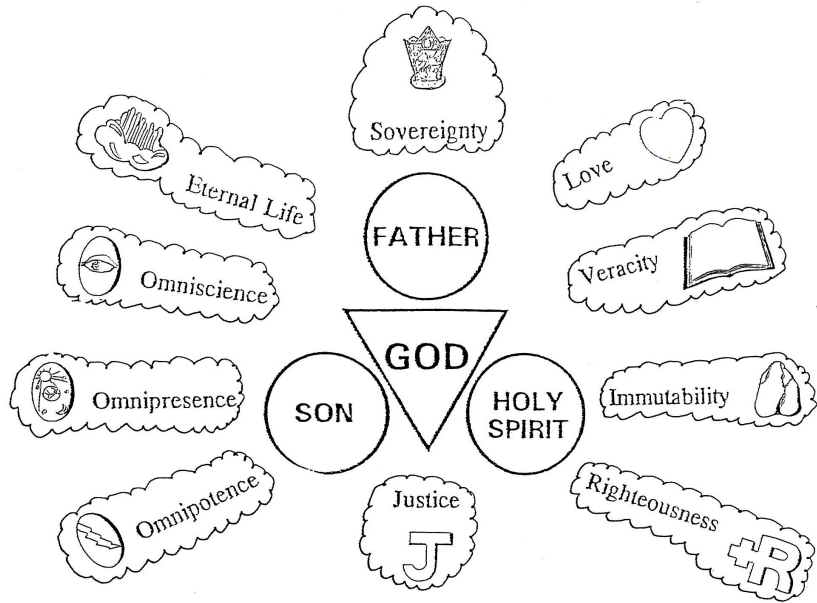 Sovereignty
Eternal Life
Love
FATHER
Omniscience
Veracity
GOD
Omnipresence
SON
HOLY
SPIRIT
Immutability
Omnipotence
Justice
J
Righteousness
+R